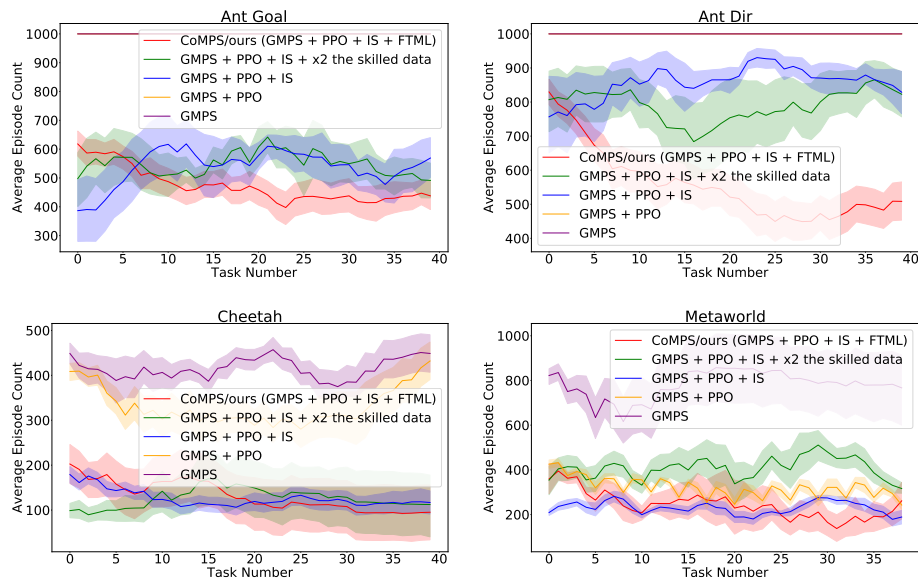 Ant Goal
Average Episode Count
1000
900
800
700
600
500
400
300
CoMPS/ours (GMPS + PPO + IS + FTML)
GMPS + PPO + IS + x2 the skilled data
GMPS + PPO + IS
GMPS + PPO
GMPS
0 5 10 15 20 25 30 35 40
Task Number
Ant Dir
Average Episode Count
1000
900
800
700
600
500
400
CoMPS/ours (GMPS + PPO + IS + FTML)
GMPS + PPO + IS + x2 the skilled data
GMPS + PPO + IS
GMPS + PPO
GMPS
0 5 10 15 20 25 30 35 40
Task Number
Cheetah
Average Episode Count
500
400
300
200
100
CoMPS/ours (GMPS + PPO + IS + FTML)
GMPS + PPO + IS + x2 the skilled data
GMPS + PPO + IS
GMPS + PPO
GMPS
0 5 10 15 20 25 30 35 40
Task Number
Metaworld
Average Episode Count
1000
800
600
400
200
CoMPS/ours (GMPS + PPO + IS + FTML)
GMPS + PPO + IS + x2 the skilled data
GMPS + PPO + IS
GMPS + PPO
GMPS
0 5 10 15 20 25 30 35
Task Number